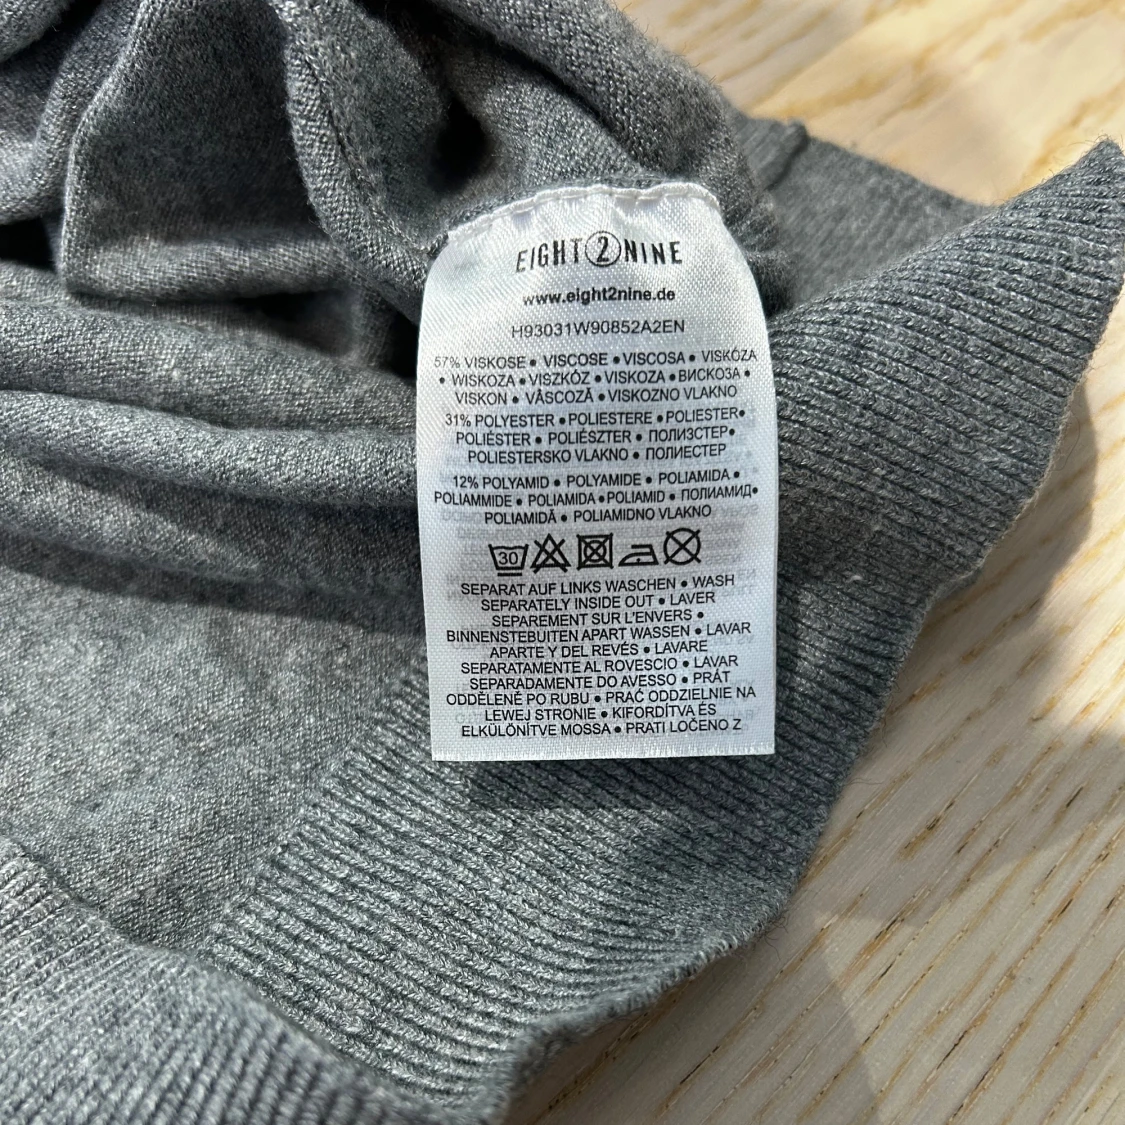 EIGHT2NINE
www.eight2nine.de
H93031W90852A2EN
57% VISKOSE • VISCOSE • VISCOSA • VISKÓZA
• WISKOZA • VISZKÓZ • VISKOZA • ВИСКОЗА •
VISKON • VÂSCOZĂ • VISKOZNO VLAKNO
31% POLYESTER • POLIESTERE • POLIESTER•
POLIÉSTER • POLIÉSZTER • ПОЛИЗСТЕР•
POLIESTERSKO VLAKNO • ПОЛИЕСТЕР
12% POLYAMID • POLYAMIDE • POLIAMIDA •
POLIAMMIDE • POLIAMIDA •POLIAMID • ПОЛИАМИД•
POLIAMIDĂ • POLIAMIDNO VLAKNO
30
SEPARAT AUF LINKS WASCHEN • WASH
SEPARATELY INSIDE OUT • LAVER
SÉPAREMENT SUR L'ENVERS •
BINNENSTEBUITEN APART WASSEN • LAVAR
APARTE Y DEL REVÉS • LAVARE
SEPARATAMENTE AL ROVESCIO • LAVAR
SEPARADAMENTE DO AVESSO • PRÁT
ODDĚLENĚ PO RUBU • PRAĆ ODDZIELNIE NA
LEWEJ STRONIE • KIFORDÍTVA ÉS
ELKÜLÖNÍTVE MOSSA • PRATI LOČENO Z